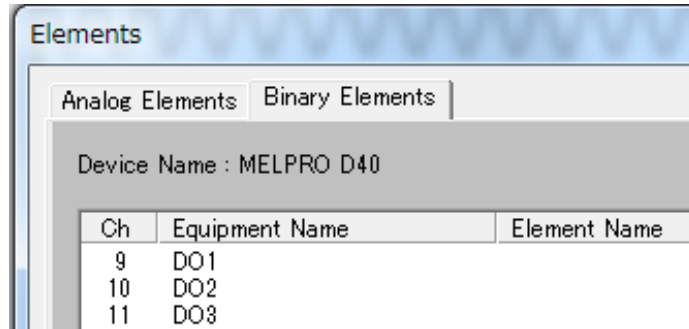 Elements
Analog Elements Binary Elements
Device Name : MELPRO D40
Ch Equipment Name Element Name
9 DO1
10 DO2
11 DO3